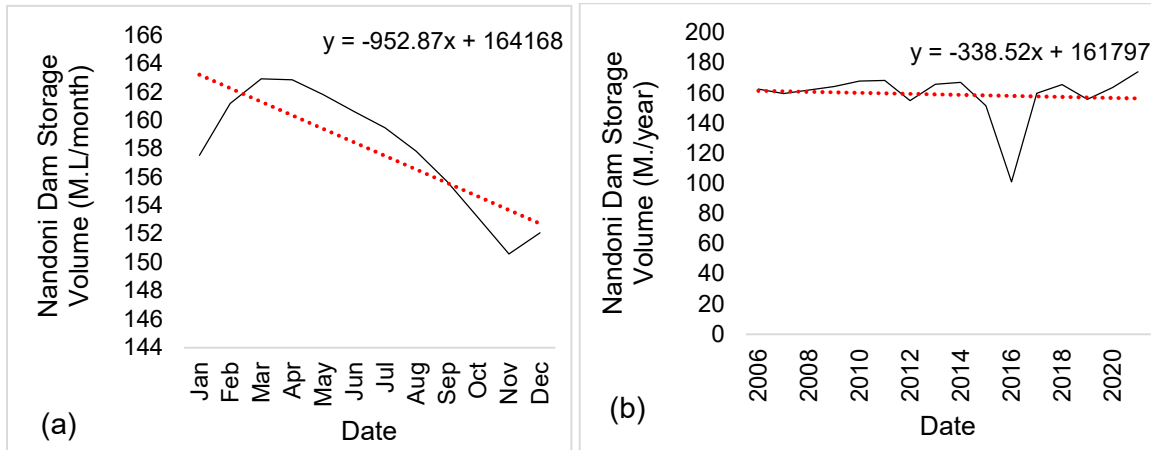 Nandoni Dam Storage
Volume (M.L/month)
166
164
162
160
158
156
154
152
150
148
146
144
y = -952.87x + 164168
Jan
Feb
Mar
Apr
May
Jun
Jul
Aug
Sep
Oct
Nov
Dec
Date
(a)
Nandoni Dam Storage
Volume (M./year)
200
180
160
140
120
100
80
60
40
20
0
y = -338.52x + 161797
2006
2008
2010
2012
2014
2016
2018
2020
Date
(b)